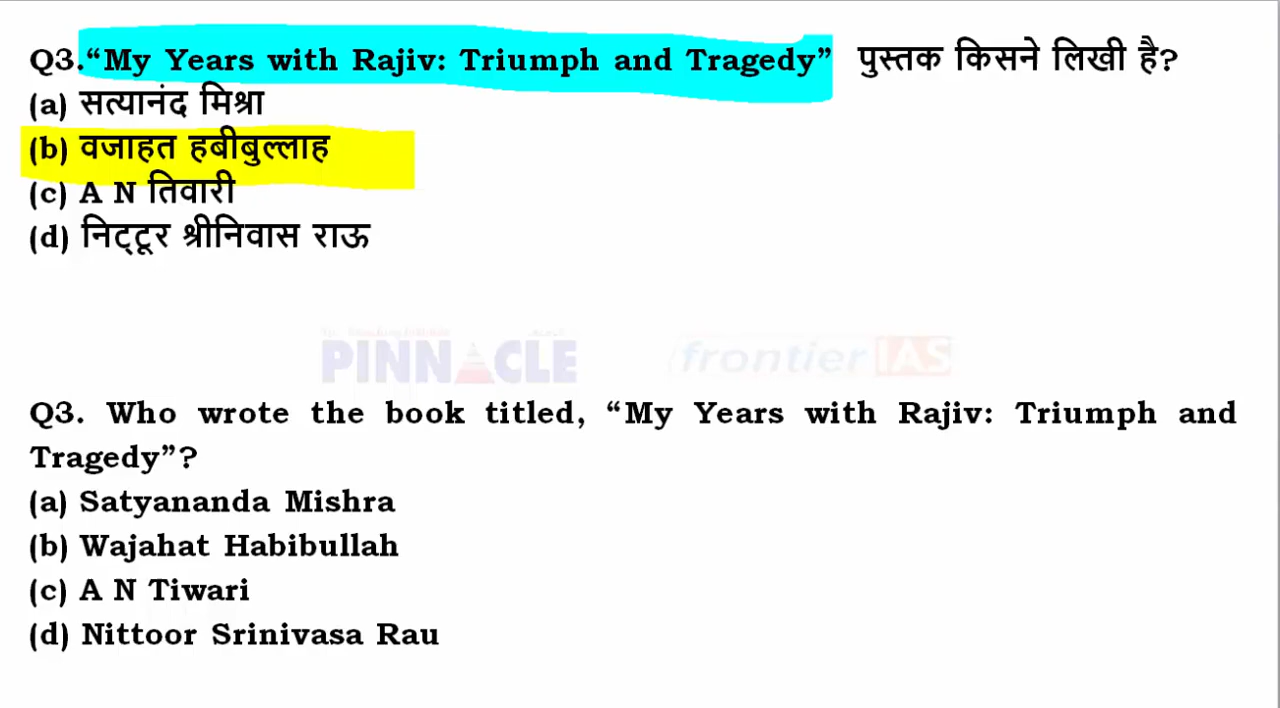 Q3.“My Years with Rajiv: Triumph and Tragedy” पुस्तक किसने लिखी है?
(a) सत्यानंद मिश्रा
(b) वजाहत हबीबुल्लाह
(c) A N तिवारी
(d) निट्टूर श्रीनिवास राऊ
PINNACLE frontier IAS
Q3. Who wrote the book titled, “My Years with Rajiv: Triumph and
Tragedy”?
(a) Satyananda Mishra
(b) Wajahat Habibullah
(c) A N Tiwari
(d) Nittoor Srinivasa Rau